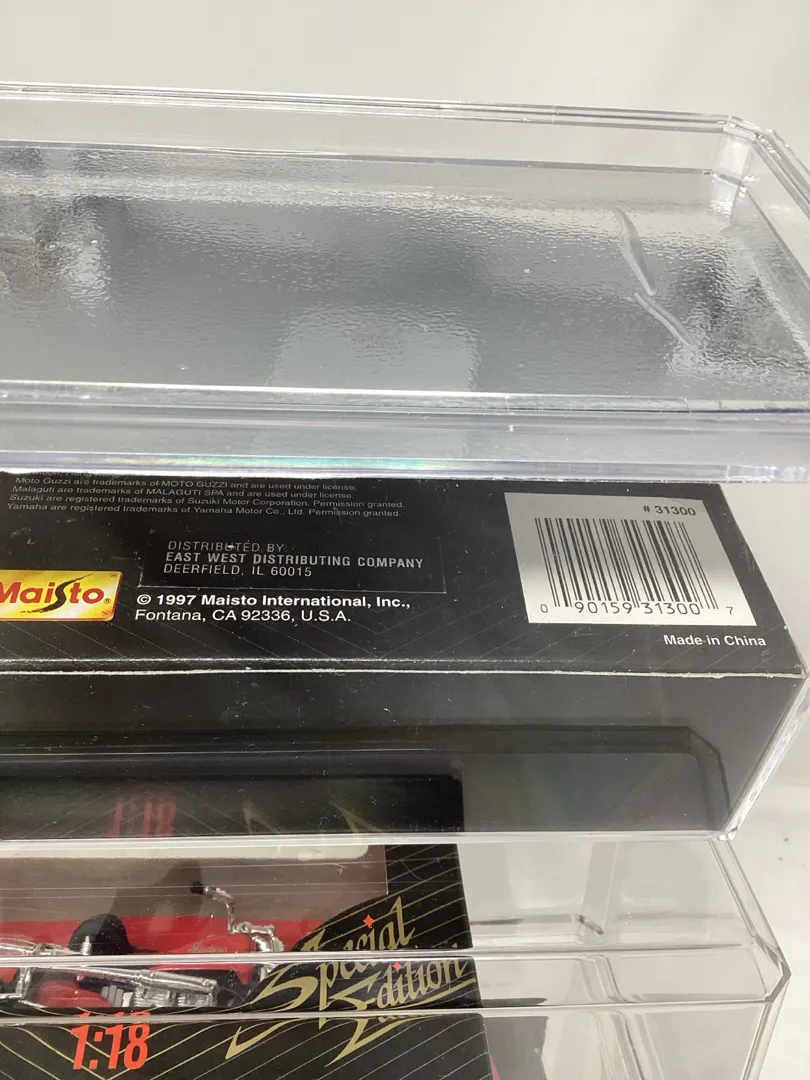 Moto Guzzi are trademarks of MOTO GUZZI and are used under license.
Malaguti are trademarks of MALAGUTI SPA and are used under license.
Suzuki are registered trademarks of Suzuki Motor Corporation. Permission granted.
Yamaha are registered trademarks of Yamaha Motor Co., Ltd. Permission granted.
# 31300
DISTRIBUTED BY:
EAST WEST DISTRIBUTING COMPANY
DEERFIELD, IL 60015
Maisto®
© 1997 Maisto International, Inc.,
Fontana, CA 92336, U.S.A.
0 90159 31300 7
Made in China
1:18
Special
Edition
1:18